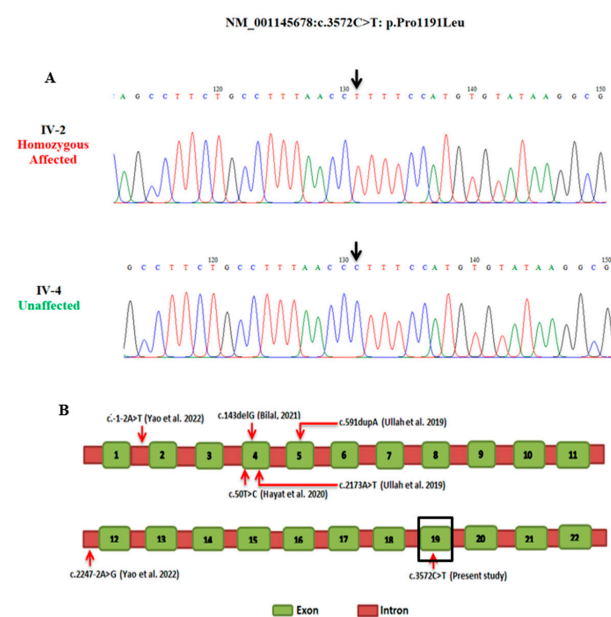 NM_001145678:c.3572C>T: p.Pro1191Leu
A
120 130 140 150
A G C C T T C T G C C T T T A A C C T T T T C C A T G T G T A T A A G G C G
IV-2
Homozygous
Affected
120 130 140 150
G C C T T C T G C C T T T A A C C C T T T C C A T G T G T A T A A G G C G
IV-4
Unaffected
B
c.-1-2A>T (Yao et al. 2022)
c.143delG (Bilal, 2021)
c.591dupA (Ullah et al. 2019)
1 2 3 4 5 6 7 8 9 10 11
c.50T>C (Hayat et al. 2020)
c.2173A>T (Ullah et al. 2019)
12 13 14 15 16 17 18 19 20 21 22
c.2247-2A>G (Yao et al. 2022)
c.3572C>T (Present study)
Exon
Intron